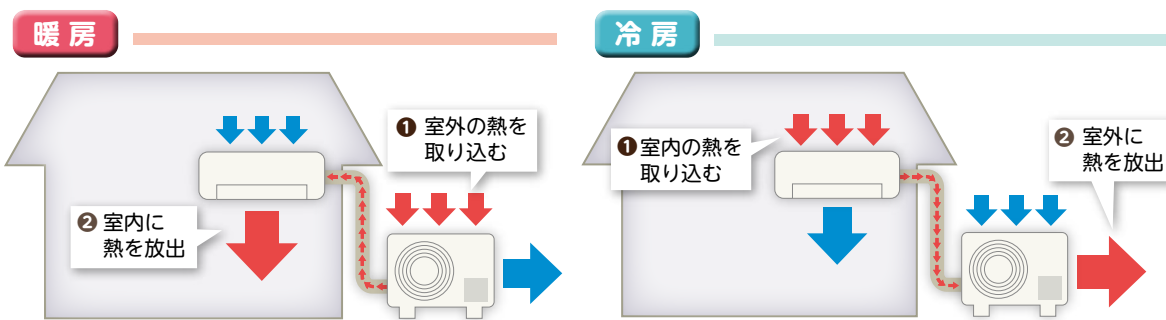 暖房
❶ 室外の熱を
取り込む
❷ 室内に
熱を放出
冷房
❶ 室内の熱を
取り込む
❷ 室外に
熱を放出